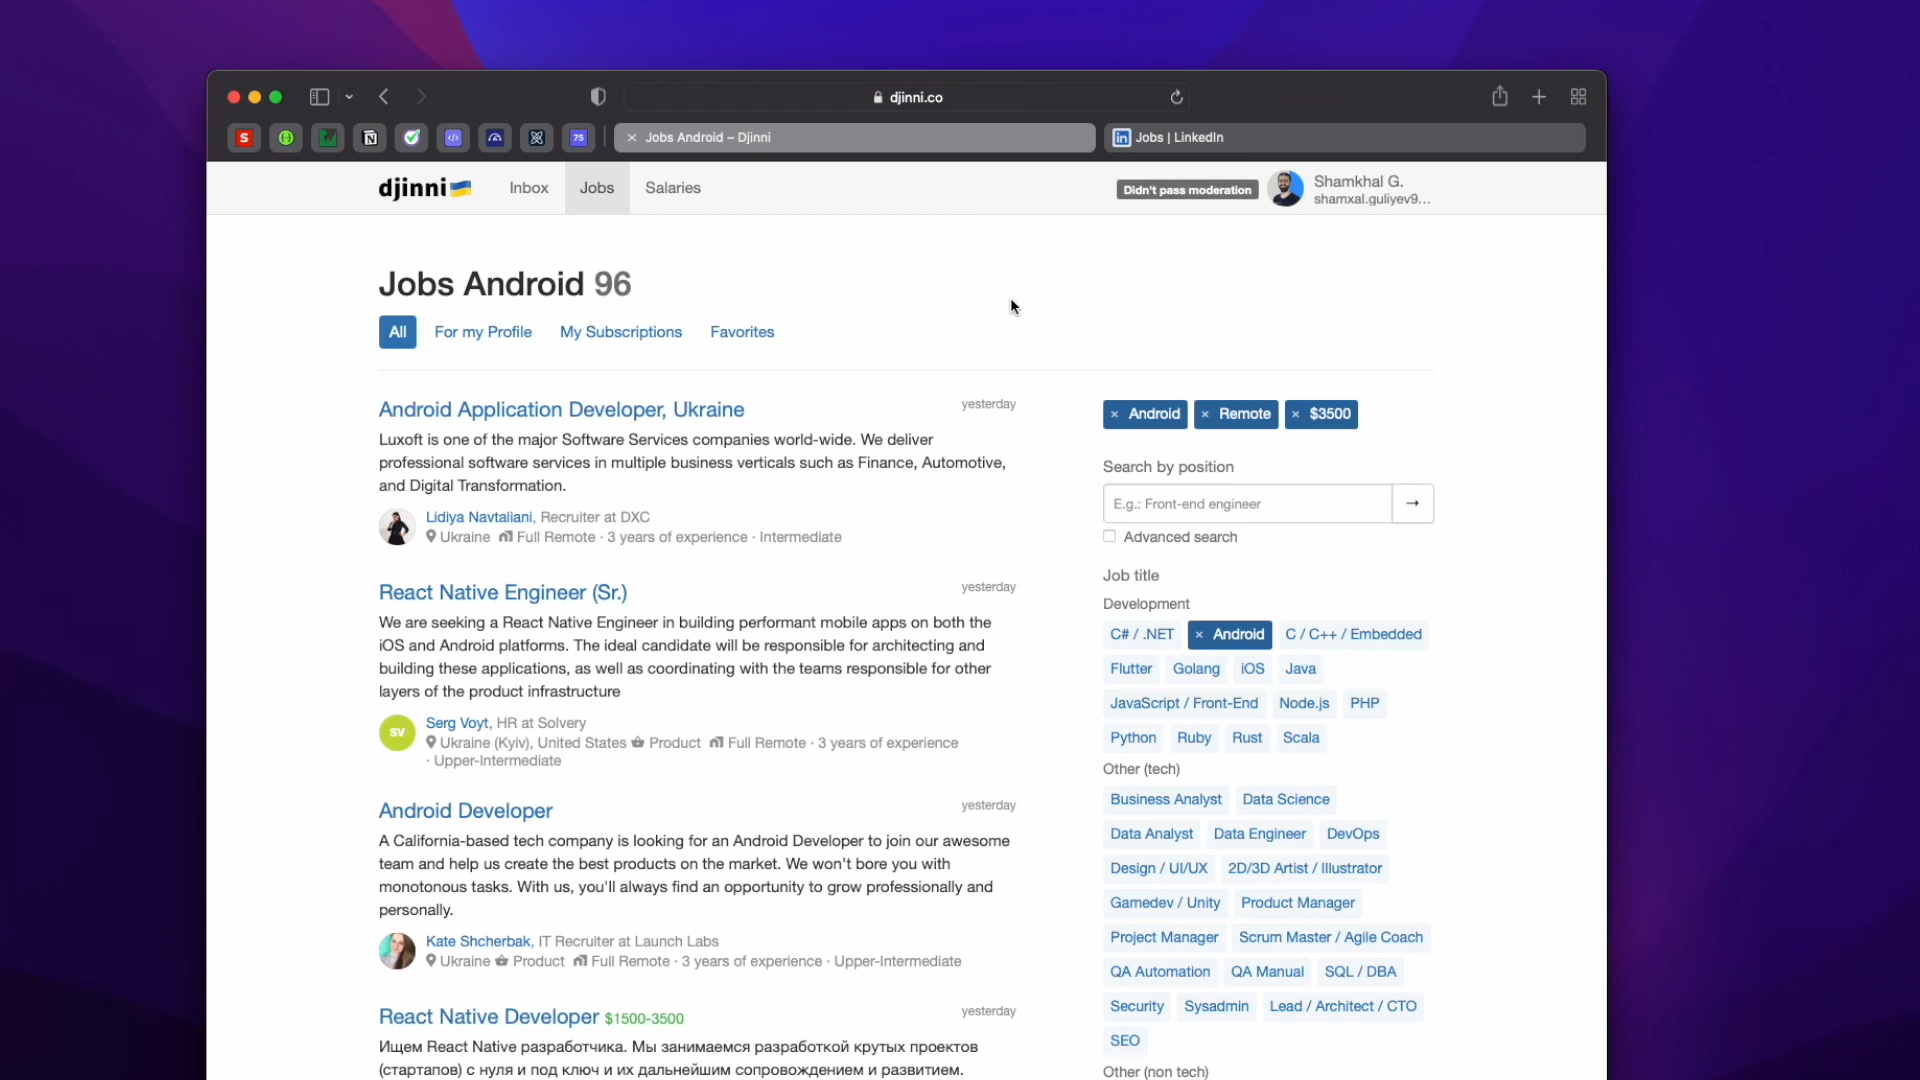 djinni.co
S
75
Jobs Android – Djinni
in Jobs | LinkedIn
djinni
Inbox
Jobs
Salaries
Didn't pass moderation
Shamkhal G.
shamxal.guliyev9...
Jobs Android 96
All
For my Profile
My Subscriptions
Favorites
Android Application Developer, Ukraine
yesterday
Luxoft is one of the major Software Services companies world-wide. We deliver
professional software services in multiple business verticals such as Finance, Automotive,
and Digital Transformation.
Lidiya Navtaliani, Recruiter at DXC
Ukraine Full Remote · 3 years of experience · Intermediate
React Native Engineer (Sr.)
yesterday
We are seeking a React Native Engineer in building performant mobile apps on both the
iOS and Android platforms. The ideal candidate will be responsible for architecting and
building these applications, as well as coordinating with the teams responsible for other
layers of the product infrastructure
SV
Serg Voyt, HR at Solvery
Ukraine (Kyiv), United States Product Full Remote · 3 years of experience
· Upper-Intermediate
Android Developer
yesterday
A California-based tech company is looking for an Android Developer to join our awesome
team and help us create the best products on the market. We won't bore you with
monotonous tasks. With us, you'll always find an opportunity to grow professionally and
personally.
Kate Shcherbak, IT Recruiter at Launch Labs
Ukraine Product Full Remote · 3 years of experience · Upper-Intermediate
React Native Developer $1500-3500
yesterday
Ищем React Native разработчика. Мы занимаемся разработкой крутых проектов
(стартапов) с нуля и под ключ и их дальнейшим сопровождением и развитием.
× Android × Remote × $3500
Search by position
E.g.: Front-end engineer →
Advanced search
Job title
Development
C# / .NET × Android C / C++ / Embedded
Flutter Golang iOS Java
JavaScript / Front-End Node.js PHP
Python Ruby Rust Scala
Other (tech)
Business Analyst Data Science
Data Analyst Data Engineer DevOps
Design / UI/UX 2D/3D Artist / Illustrator
Gamedev / Unity Product Manager
Project Manager Scrum Master / Agile Coach
QA Automation QA Manual SQL / DBA
Security Sysadmin Lead / Architect / CTO
SEO
Other (non tech)